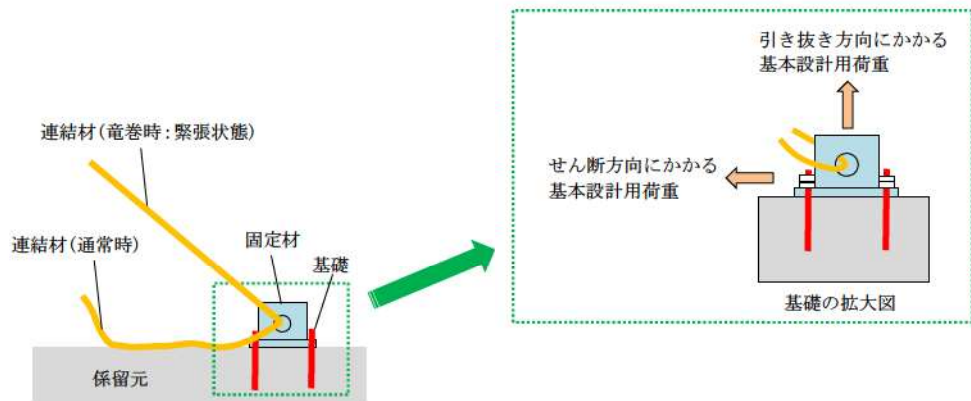 連結材(竜巻時:緊張状態)
連結材(通常時)
固定材
基礎
係留元
引き抜き方向にかかる
基本設計用荷重
せん断方向にかかる
基本設計用荷重
基礎の拡大図